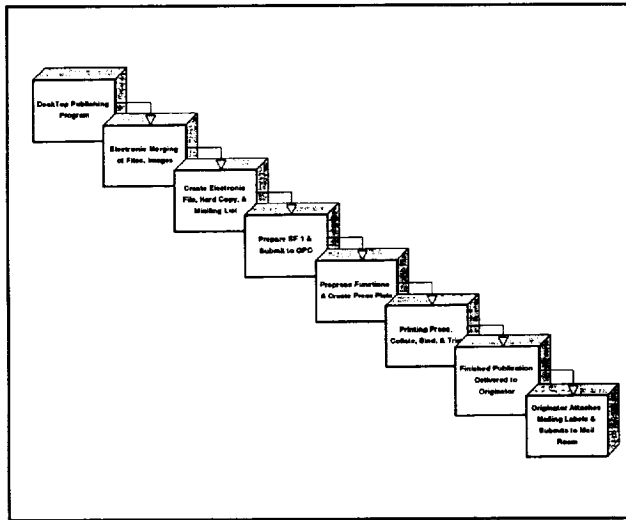 DeskTop Publishing
Program
Electronic Merging
of Files, Images
Create Electronic
File, Hard Copy, &
Mailing List
Prepare SF 1 &
Submit to GPO
Prepress Functions
& Create Press Plate
Printing Press,
Collate, Bind, & Trim
Finished Publication
Delivered to
Originator
Originator Attaches
Mailing Labels &
Submits to Mail
Room